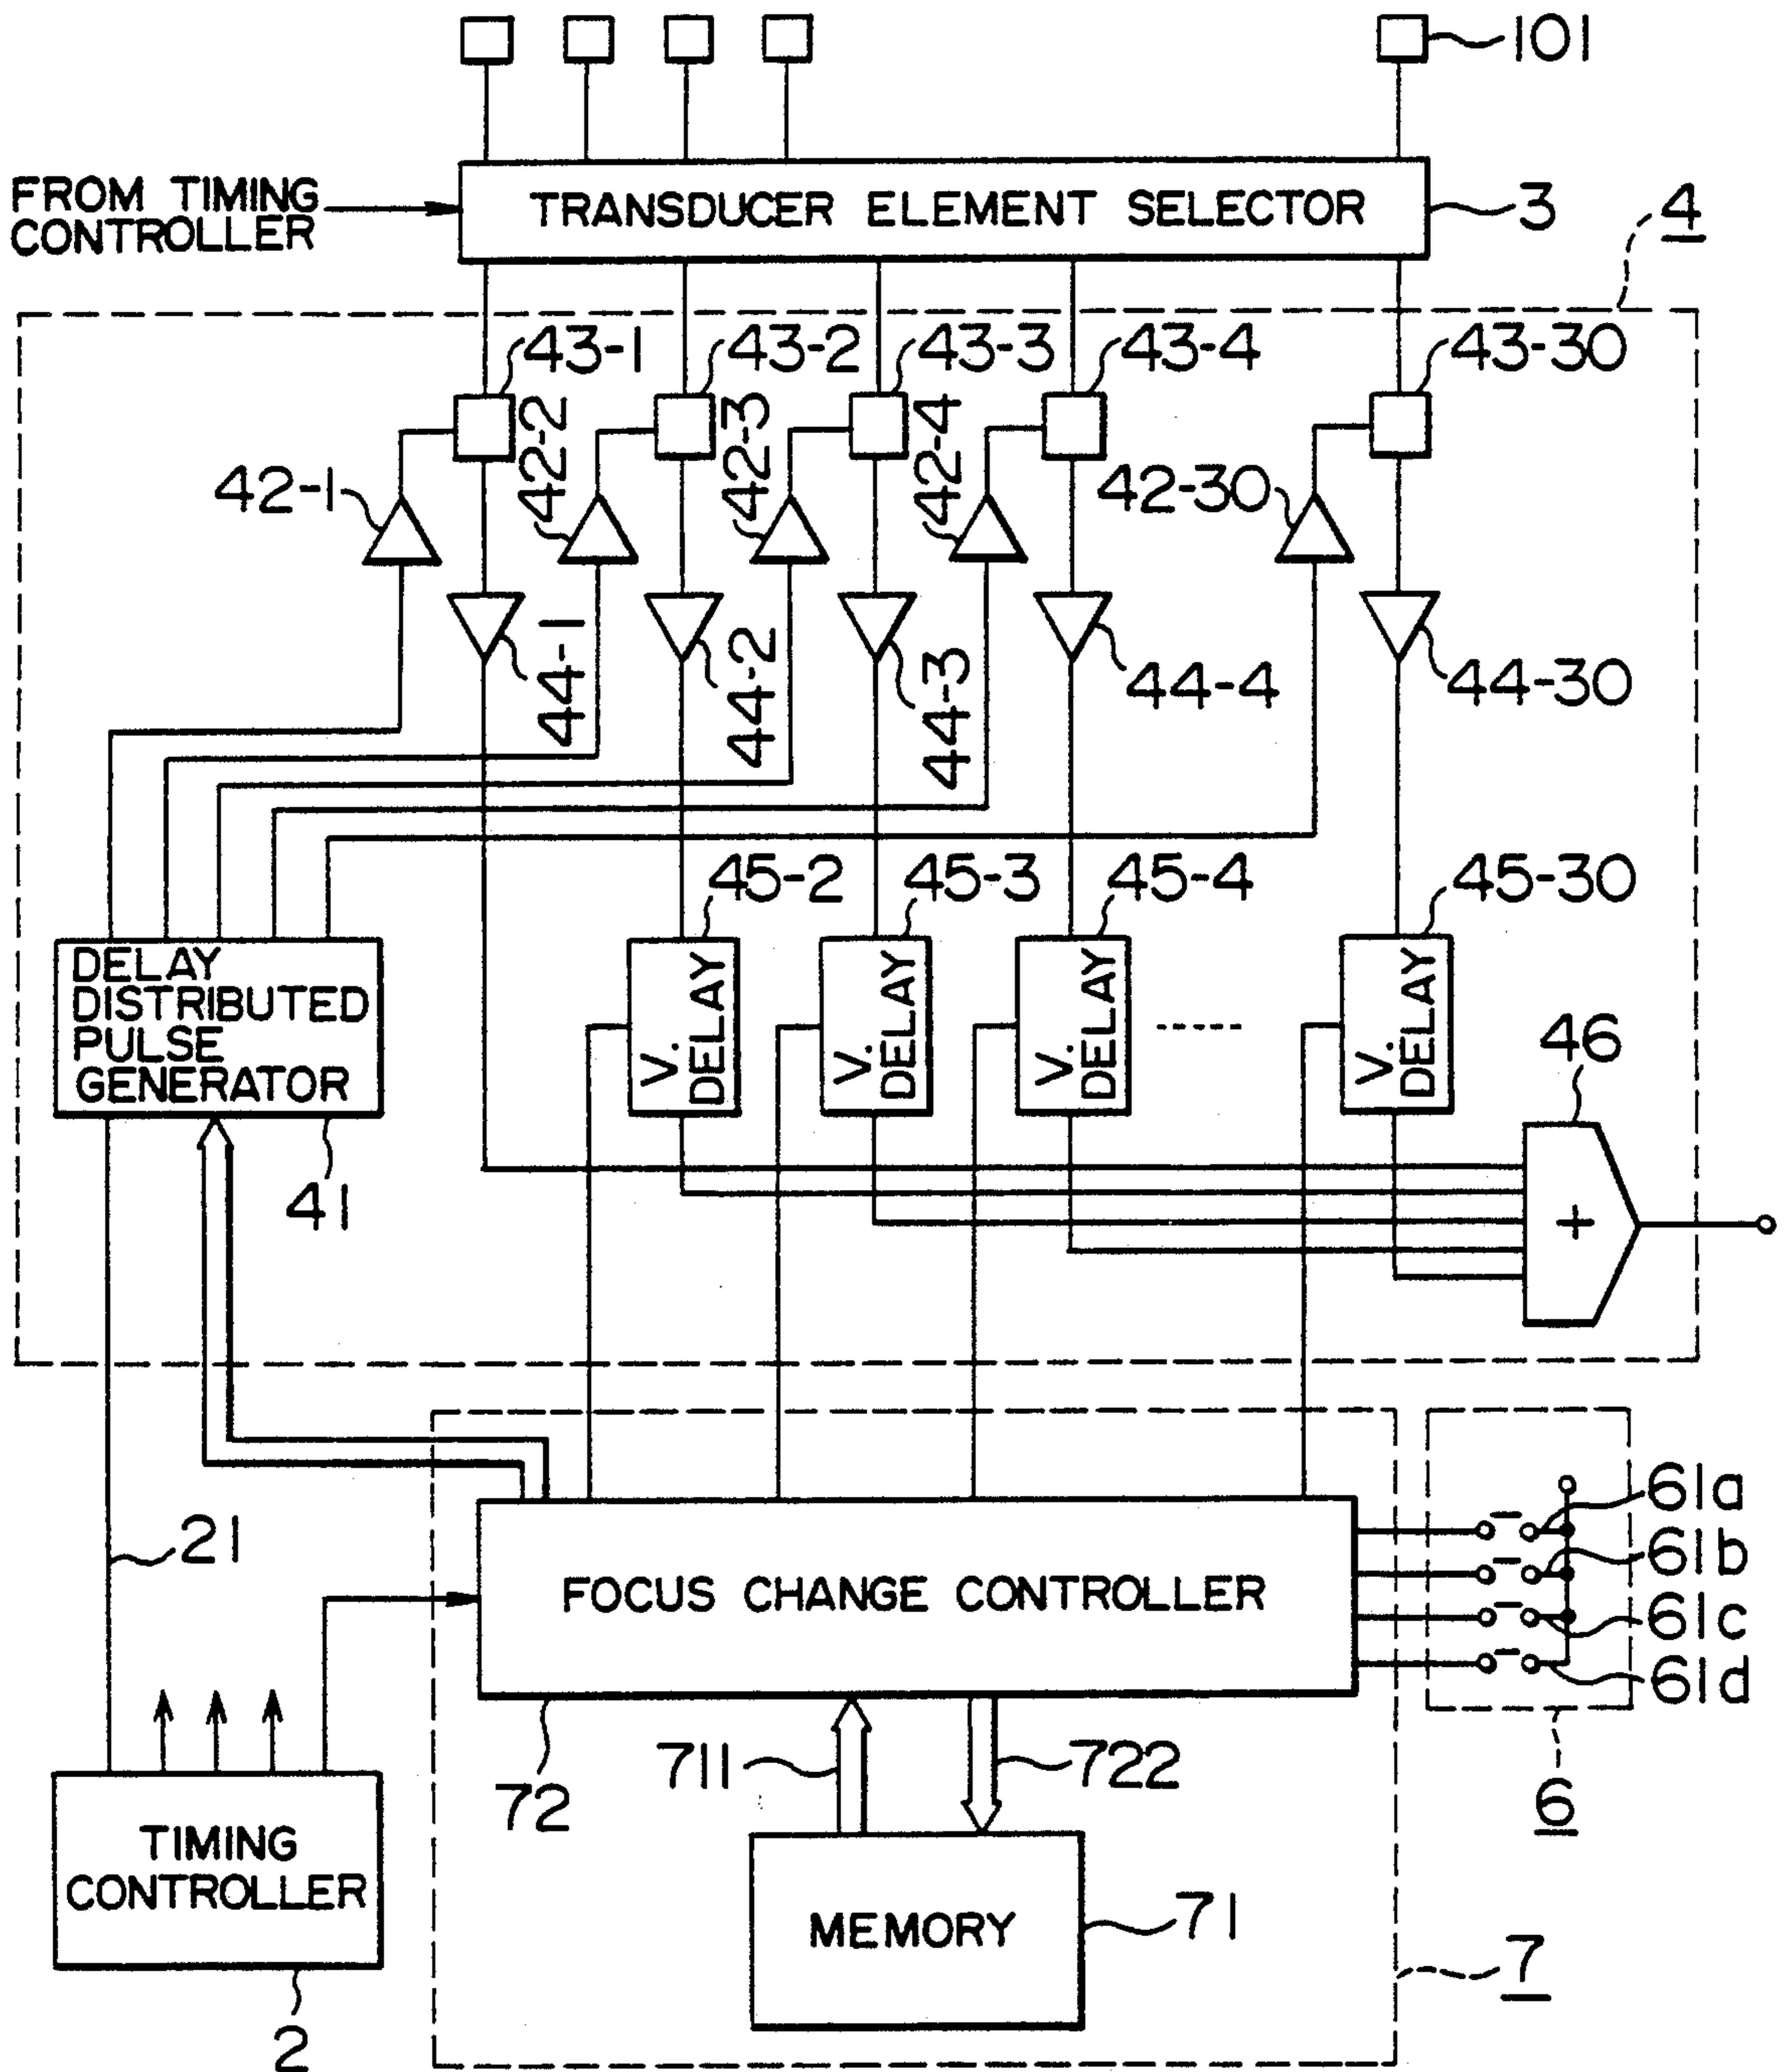 101
FROM TIMING
CONTROLLER
TRANSDUCER ELEMENT SELECTOR
3
4
43-1
43-2
43-3
43-4
43-30
42-1
42-2
42-3
42-4
42-30
44-1
44-2
44-3
44-4
44-30
45-2
45-3
45-4
45-30
DELAY
DISTRIBUTED
PULSE
GENERATOR
V.
DELAY
V.
DELAY
V.
DELAY
V.
DELAY
46
41
+
21
61a
61b
61c
61d
FOCUS CHANGE CONTROLLER
72
711
722
6
TIMING
CONTROLLER
MEMORY
71
7
2